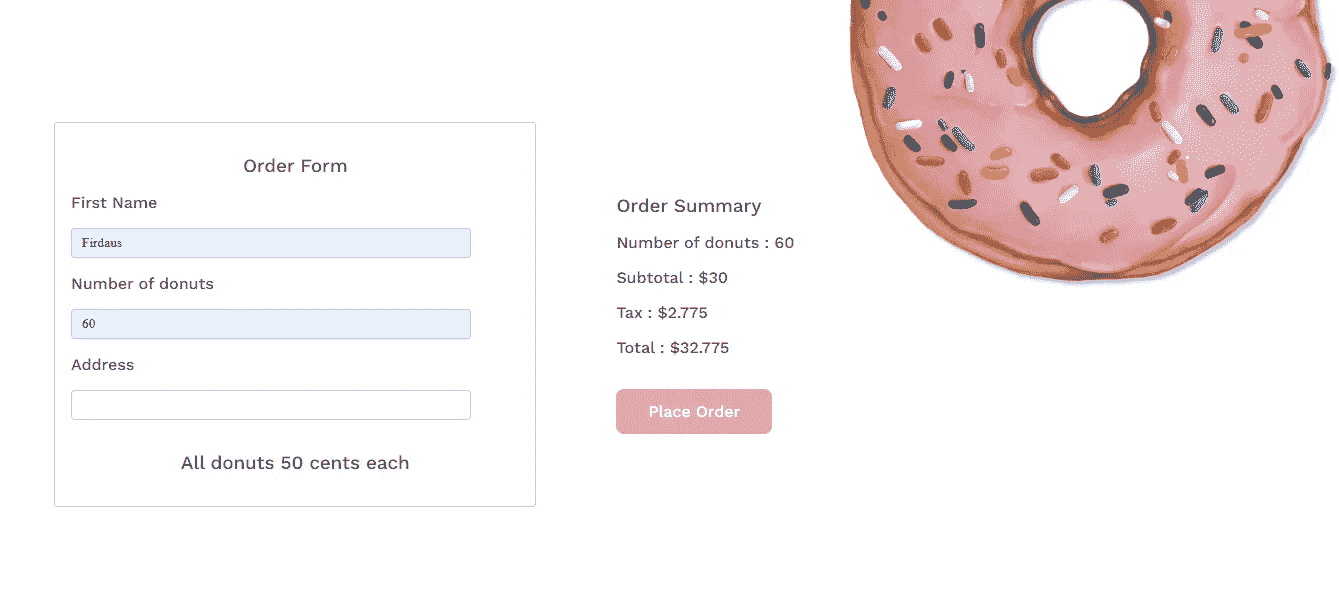 Order Form
First Name
Firdaus
Number of donuts
60
Address
All donuts 50 cents each
Order Summary
Number of donuts : 60
Subtotal : $30
Tax : $2.775
Total : $32.775
Place Order